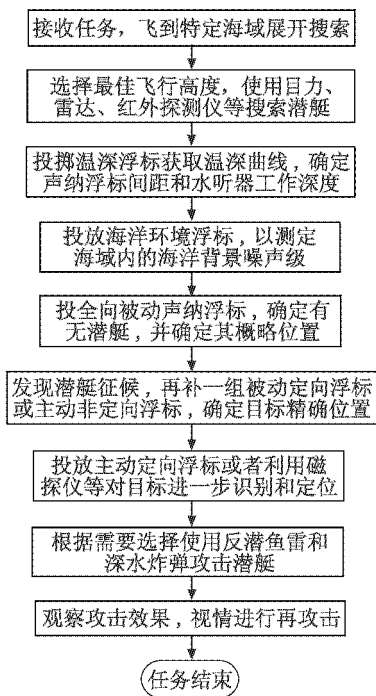 接收任务，飞到特定海域展开搜索
选择最佳飞行高度，使用目力、
雷达、红外探测仪等搜索潜艇
投掷温深浮标获取温深曲线，确定
声纳浮标间距和水听器工作深度
投放海洋环境浮标，以测定
海域内的海洋背景噪声级
投全向被动声纳浮标，确定有
无潜艇，并确定其概略位置
发现潜艇征候，再补一组被动定向浮标
或主动非定向浮标，确定目标精确位置
投放主动定向浮标或者利用磁
探仪等对目标进一步识别和定位
根据需要选择使用反潜鱼雷和
深水炸弹攻击潜艇
观察攻击效果，视情进行再攻击
任务结束